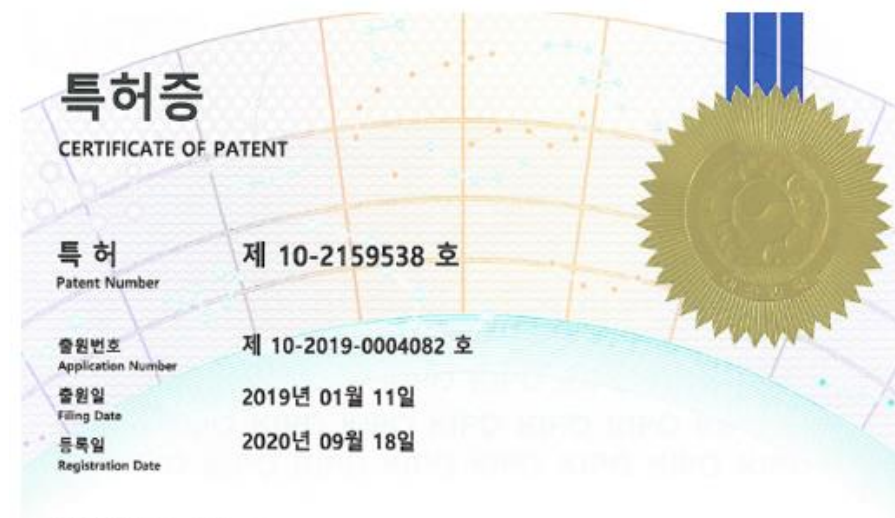 특허증
CERTIFICATE OF PATENT
특 허 제 10-2159538 호
Patent Number
출원번호 제 10-2019-0004082 호
Application Number
출원일 2019년 01월 11일
Filing Date
등록일 2020년 09월 18일
Registration Date